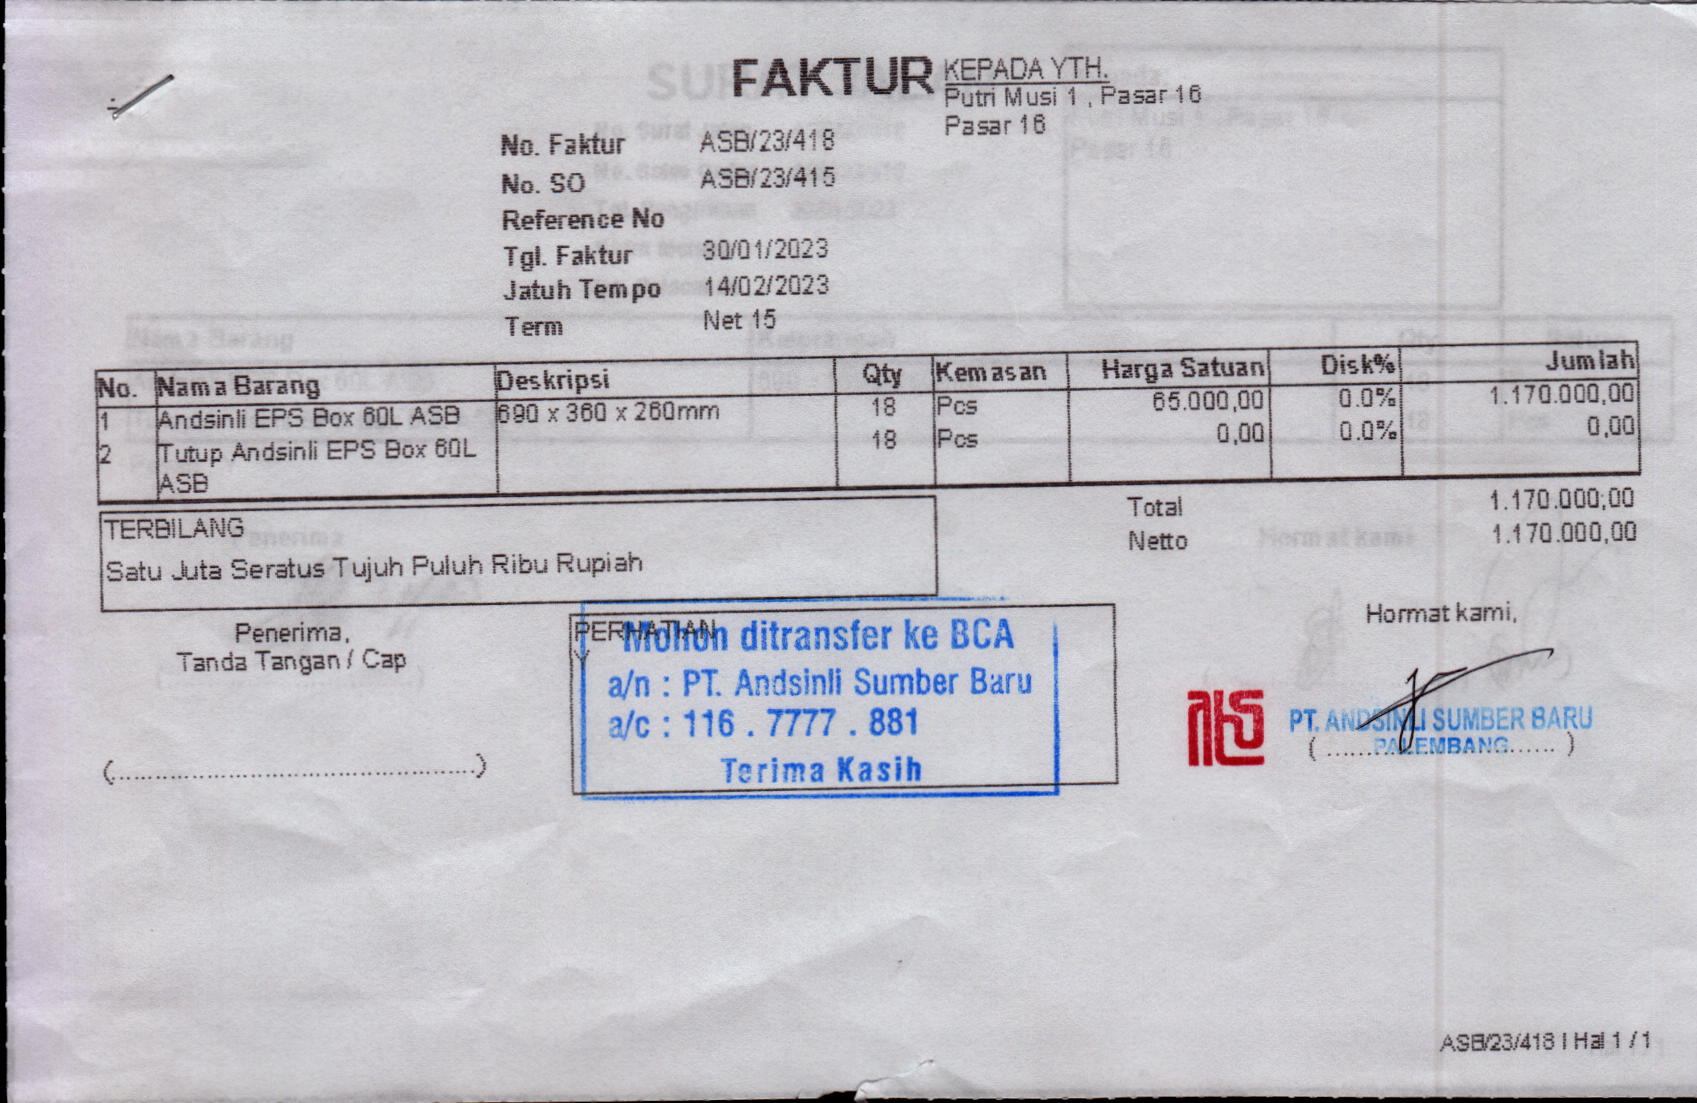 FAKTUR
KEPADA YTH.
Putri Musi 1 , Pasar 16
Pasar 16
No. Faktur ASB/23/418
No. SO ASB/23/415
Reference No
Tgl. Faktur 30/01/2023
Jatuh Tempo 14/02/2023
Term Net 15
No. Nama Barang Deskripsi Qty Kemasan Harga Satuan Disk% Jumlah
1 Andsinli EPS Box 60L ASB 690 x 360 x 260mm 18 Pcs 65.000,00 0.0% 1.170.000,00
2 Tutup Andsinli EPS Box 60L 18 Pcs 0,00 0.0% 0,00
ASB
Total 1.170.000,00
Netto 1.170.000,00
TERBILANG
Satu Juta Seratus Tujuh Puluh Ribu Rupiah
Penerima,
Tanda Tangan / Cap
PERHATIAN
Mohon ditransfer ke BCA
a/n : PT. Andsinli Sumber Baru
a/c : 116 . 7777 . 881
Terima Kasih
Hormat kami,
PT. ANDSINLI SUMBER BARU
PALEMBANG
ASB/23/418 | Hal 1 / 1